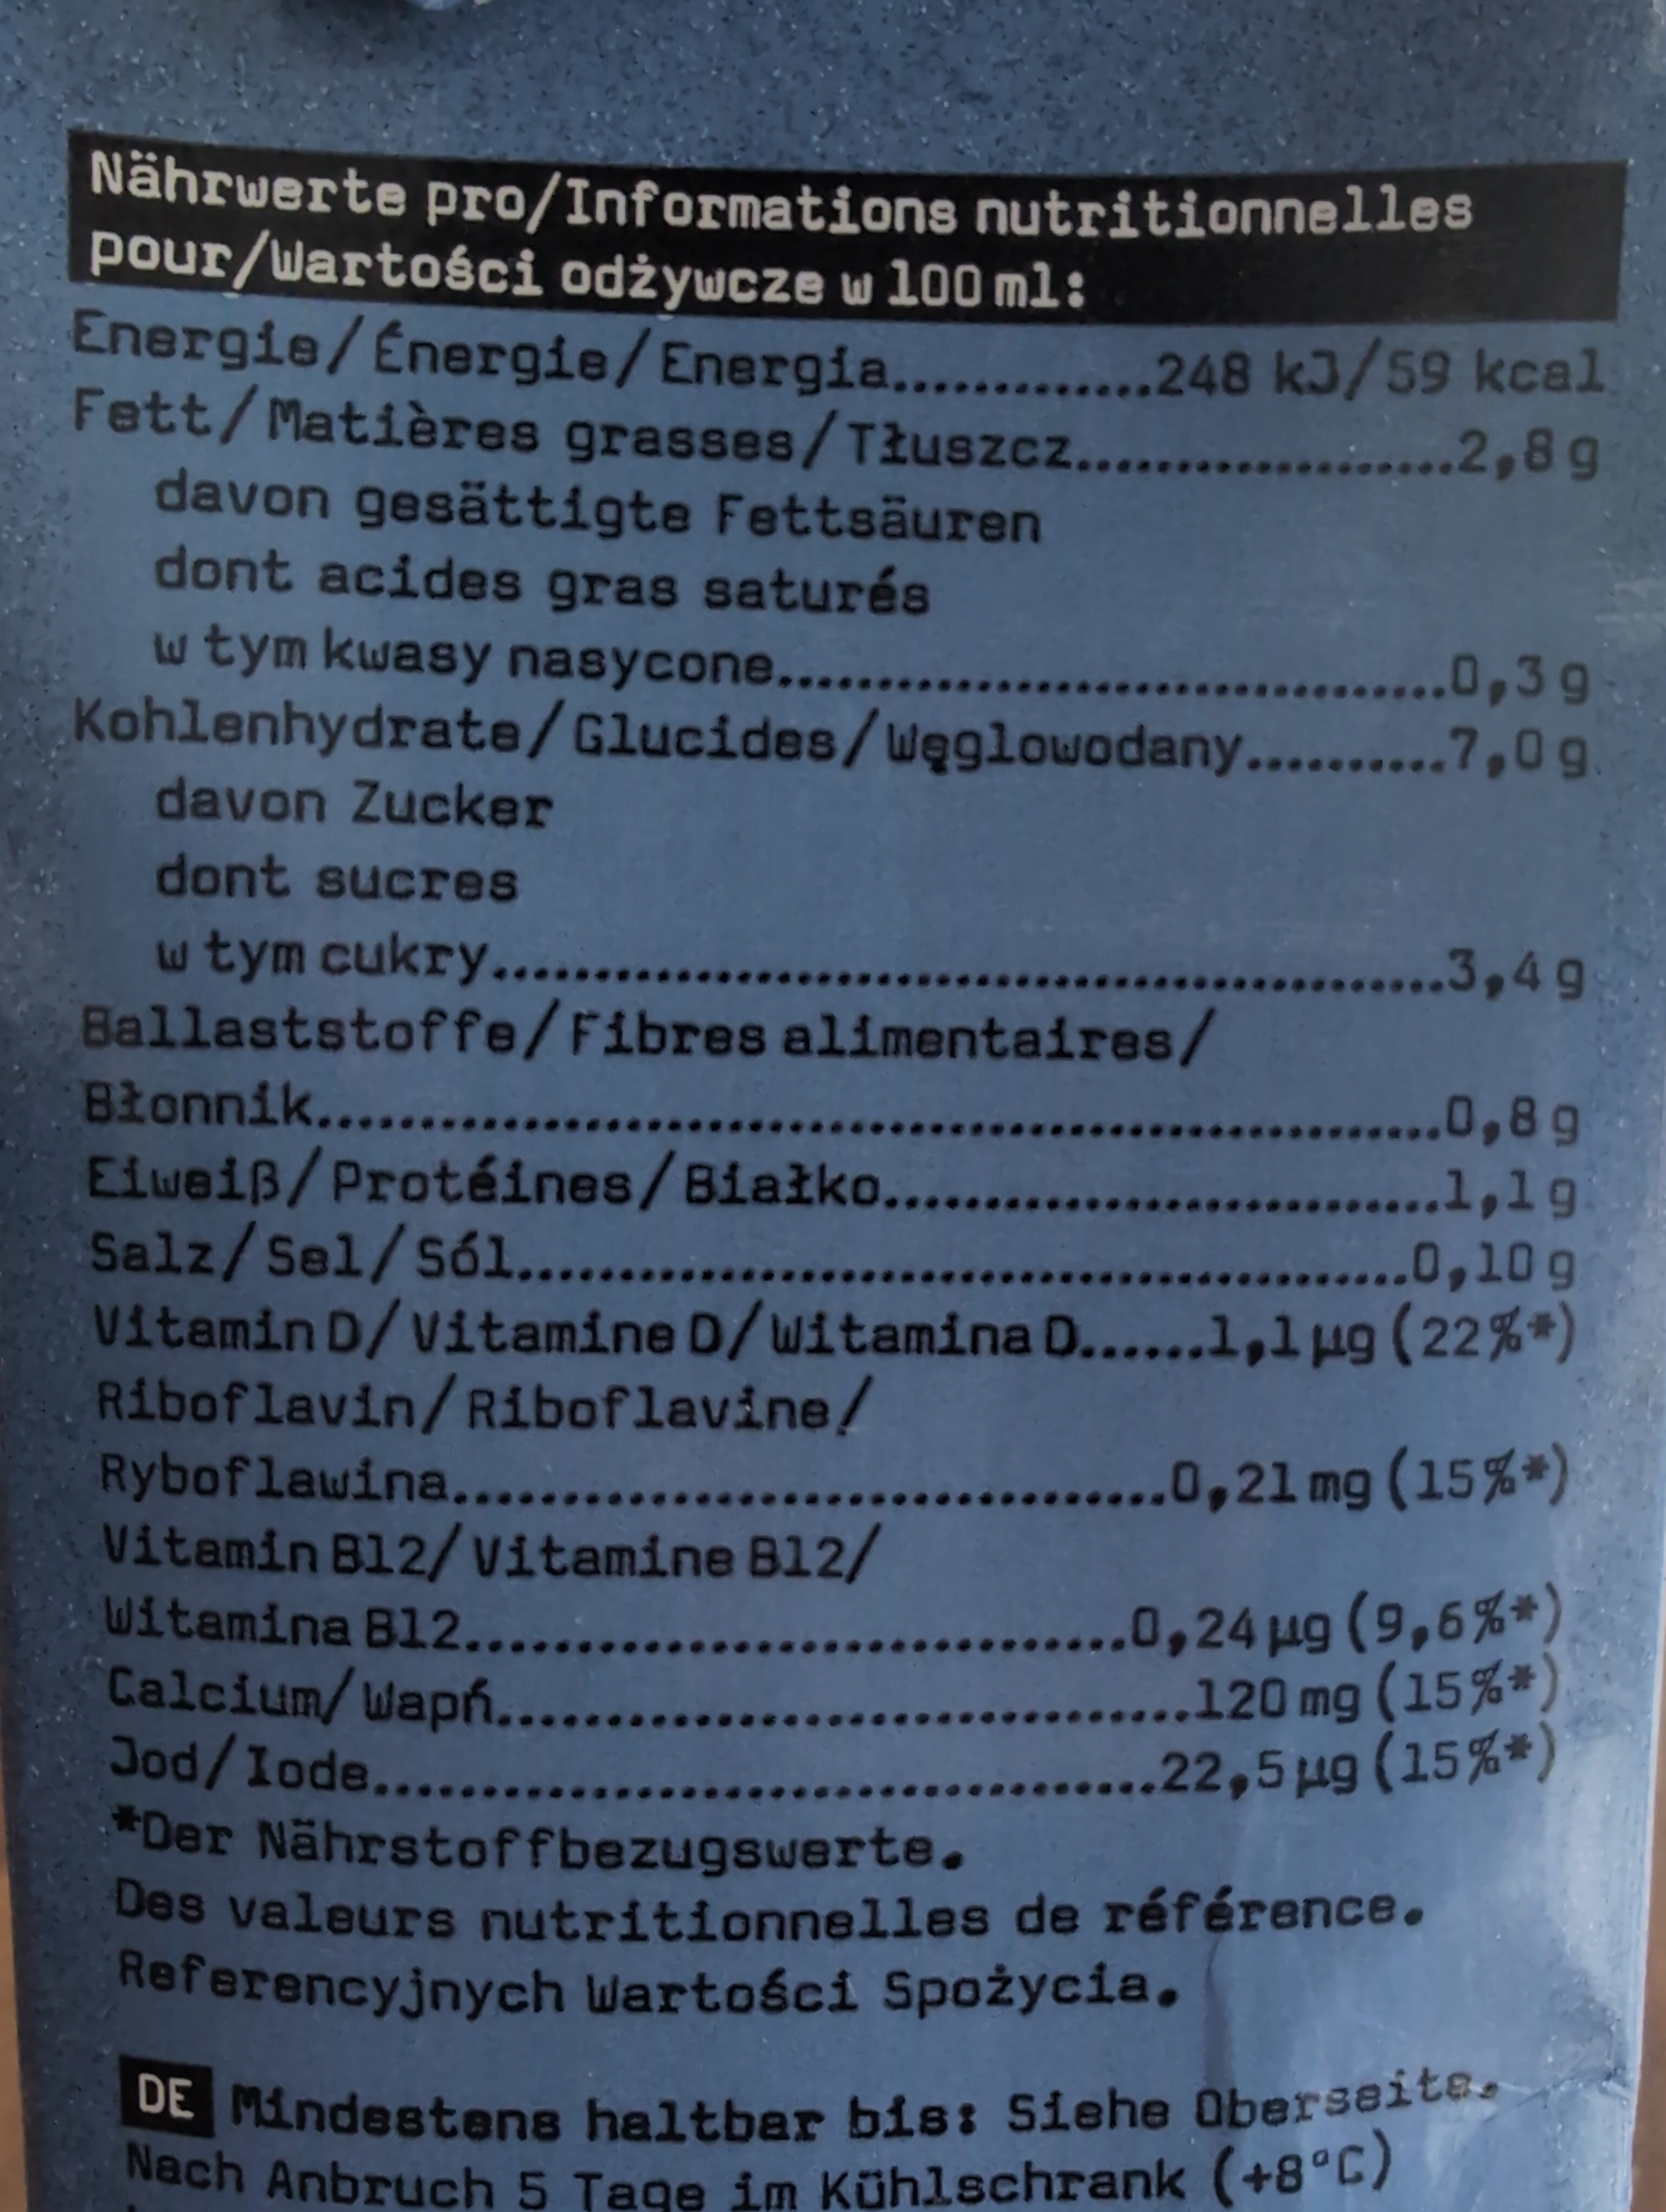 Nährwerte pro/Informations nutritionnelles
pour/Wartości odżywcze w 100 ml:
Energie/Énergie/Energia.............248 kJ/59 kcal
Fett/Matières grasses/Tłuszcz...................2,8 g
davon gesättigte Fettsäuren
dont acides gras saturés
w tym kwasy nasycone.................................0,3 g
Kohlenhydrate/Glucides/Węglowodany..........7,0 g
davon Zucker
dont sucres
w tym cukry...............................................3,4 g
Ballaststoffe/Fibres alimentaires/
Błonnik........................................................0,8 g
Eiweiß/Protéines/Białko............................1,1 g
Salz/Sel/Sól.............................................0,10 g
Vitamin D/Vitamine D/Witamina D......1,1 µg (22%*)
Riboflavin/Riboflavine/
Ryboflawina...................................0,21 mg (15%*)
Vitamin B12/Vitamine B12/
Witamina B12................................0,24 µg (9,6%*)
Calcium/Wapń..................................120 mg (15%*)
Jod/Iode.......................................22,5 µg (15%*)
*Der Nährstoffbezugswerte.
Des valeurs nutritionnelles de référence.
Referencyjnych Wartości Spożycia.
DE Mindestens haltbar bis: Siehe Oberseite.
Nach Anbruch 5 Tage im Kühlschrank (+8°C)